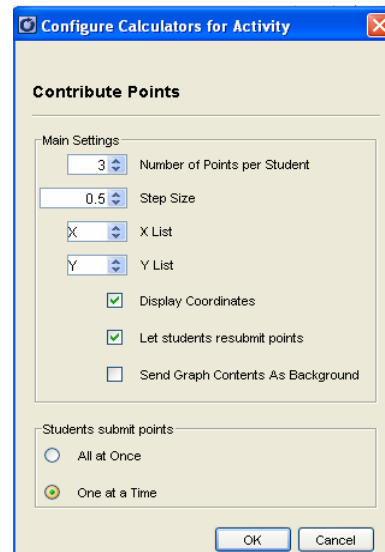 Configure Calculators for Activity
Contribute Points
Main Settings
3 Number of Points per Student
0.5 Step Size
X X List
Y Y List
Display Coordinates
Let students resubmit points
Send Graph Contents As Background
Students submit points
All at Once
One at a Time
OK Cancel